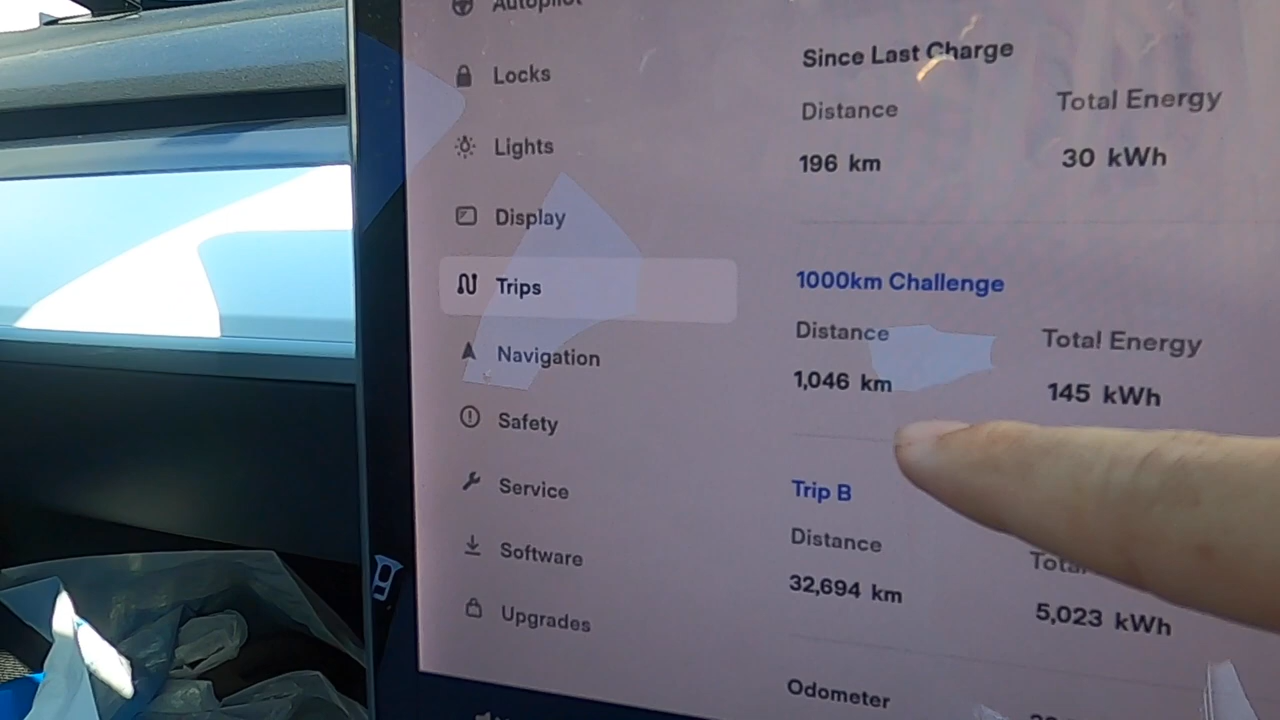 Autopilot
Locks
Lights
Display
Trips
Navigation
Safety
Service
Software
Upgrades
Since Last Charge
Distance
Total Energy
196 km
30 kWh
1000km Challenge
Distance
Total Energy
1,046 km
145 kWh
Trip B
Distance
32,694 km
5,023 kWh
Odometer